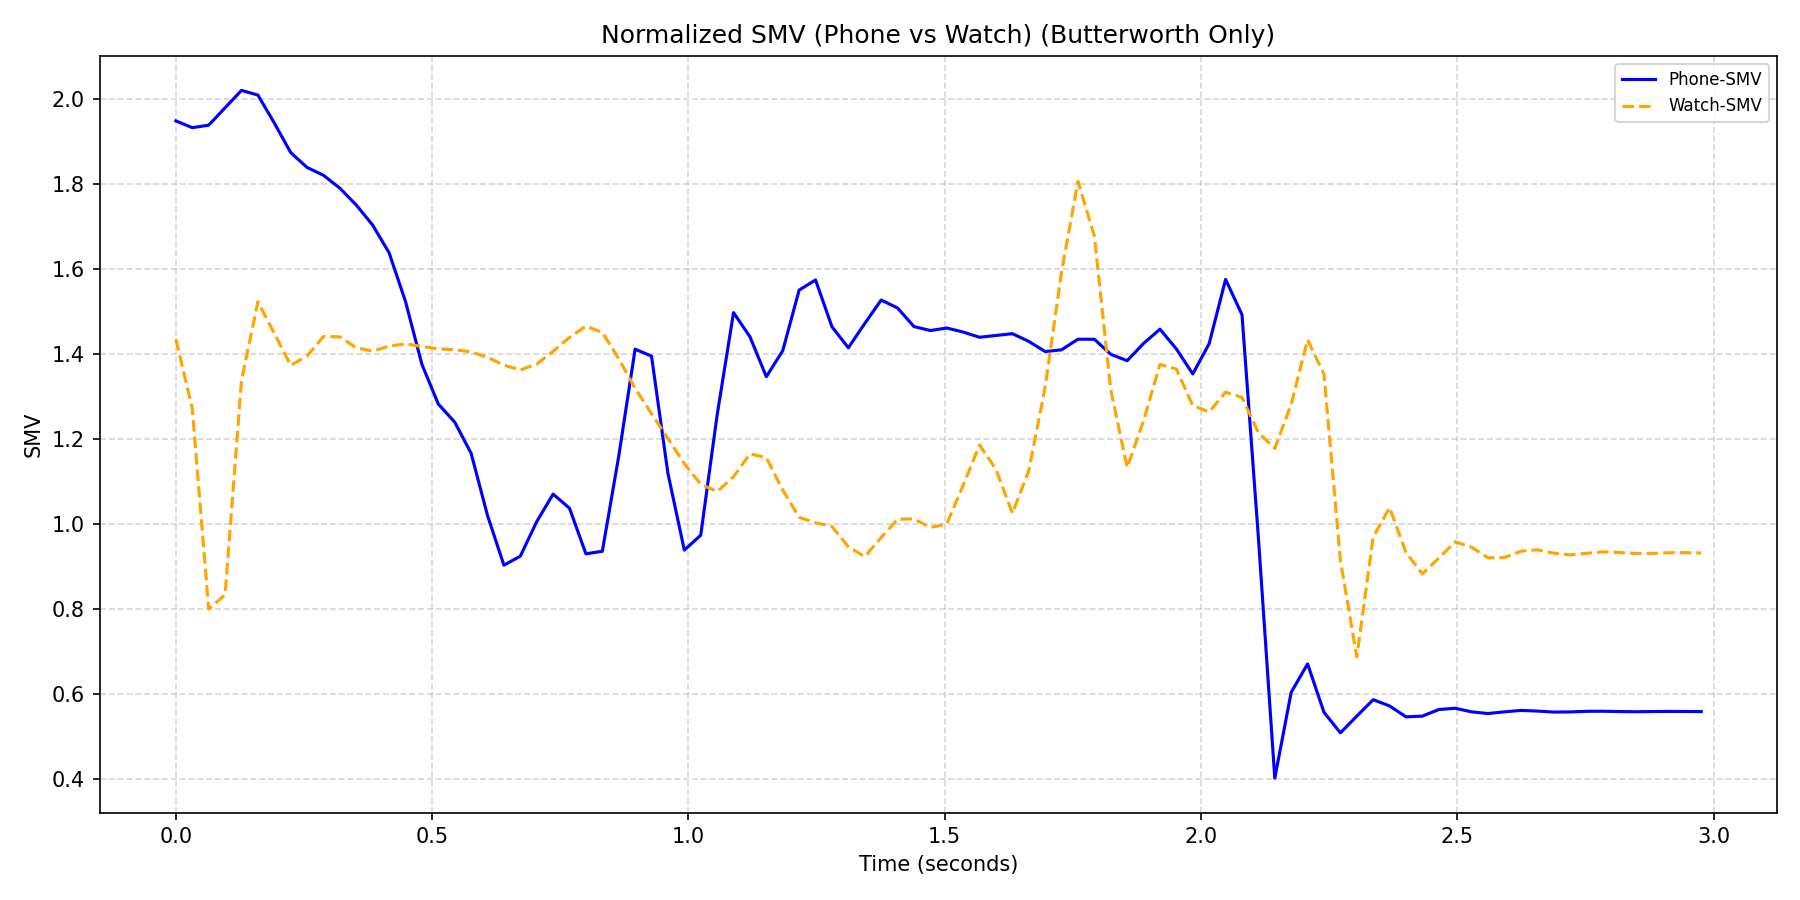 Normalized SMV (Phone vs Watch) (Butterworth Only)
Phone-SMV
Watch-SMV
SMV
2.0
1.8
1.6
1.4
1.2
1.0
0.8
0.6
0.4
0.0 0.5 1.0 1.5 2.0 2.5 3.0
Time (seconds)